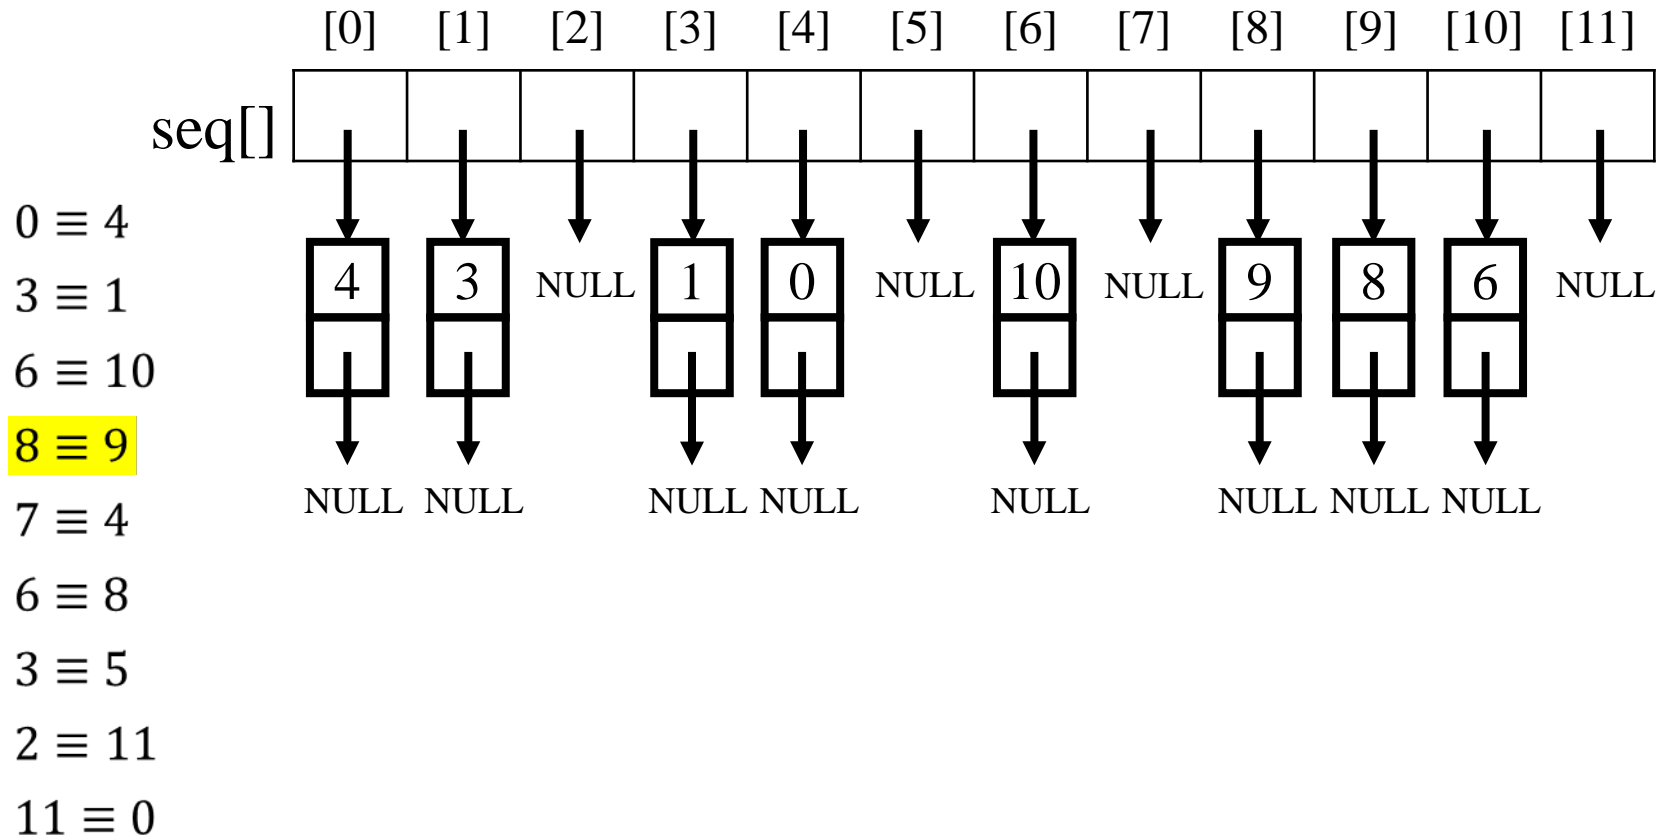 [0] [1] [2] [3] [4] [5] [6] [7] [8] [9] [10] [11]
seq[]
0 ≡ 4
3 ≡ 1
6 ≡ 10
8 ≡ 9
7 ≡ 4
6 ≡ 8
3 ≡ 5
2 ≡ 11
11 ≡ 0
4 3 NULL 1 0 NULL 10 NULL 9 8 6 NULL
NULL NULL NULL NULL NULL NULL NULL NULL